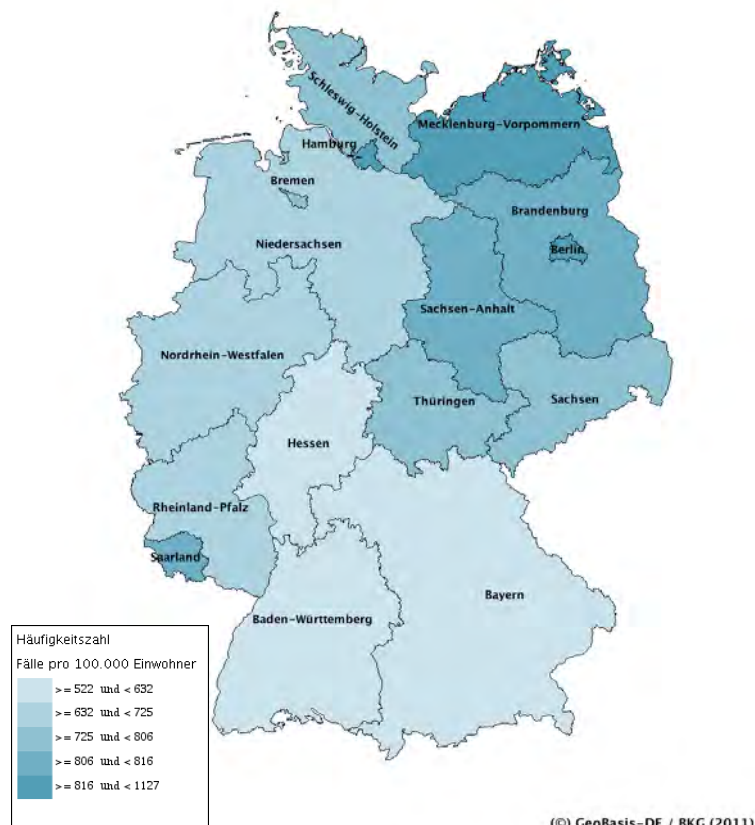 Schleswig-Holstein
Mecklenburg-Vorpommern
Hamburg
Bremen
Brandenburg
Niedersachsen
Berlin
Sachsen-Anhalt
Nordrhein-Westfalen
Thüringen
Sachsen
Hessen
Rheinland-Pfalz
Saarland
Bayern
Baden-Württemberg
Häufigkeitszahl
Fälle pro 100.000 Einwohner
>= 522 und < 632
>= 632 und < 725
>= 725 und < 806
>= 806 und < 816
>= 816 und < 1127
(©) GeoBasis-DE / BKG (2011)